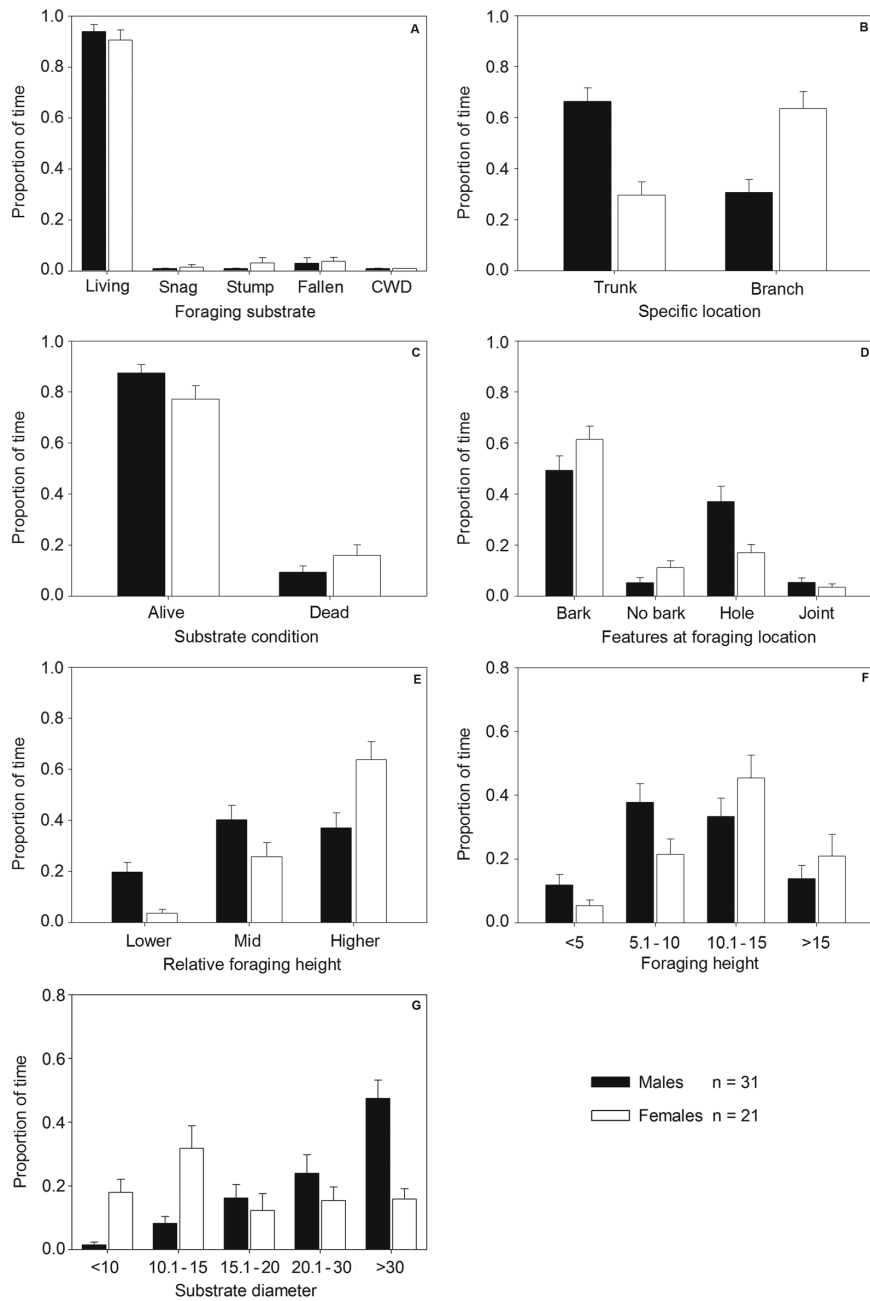 A
1.0
0.8
0.6
0.4
0.2
0.0
Proportion of time
Living Snag Stump Fallen CWD
Foraging substrate
B
1.0
0.8
0.6
0.4
0.2
0.0
Proportion of time
Trunk Branch
Specific location
C
1.0
0.8
0.6
0.4
0.2
0.0
Proportion of time
Alive Dead
Substrate condition
D
1.0
0.8
0.6
0.4
0.2
0.0
Proportion of time
Bark No bark Hole Joint
Features at foraging location
E
1.0
0.8
0.6
0.4
0.2
0.0
Proportion of time
Lower Mid Higher
Relative foraging height
F
0.8
0.6
0.4
0.2
0.0
Proportion of time
<5 5.1 - 10 10.1 - 15 >15
Foraging height
G
0.8
0.6
0.4
0.2
0.0
Proportion of time
<10 10.1 - 15 15.1 - 20 20.1 - 30 >30
Substrate diameter
Males n = 31
Females n = 21